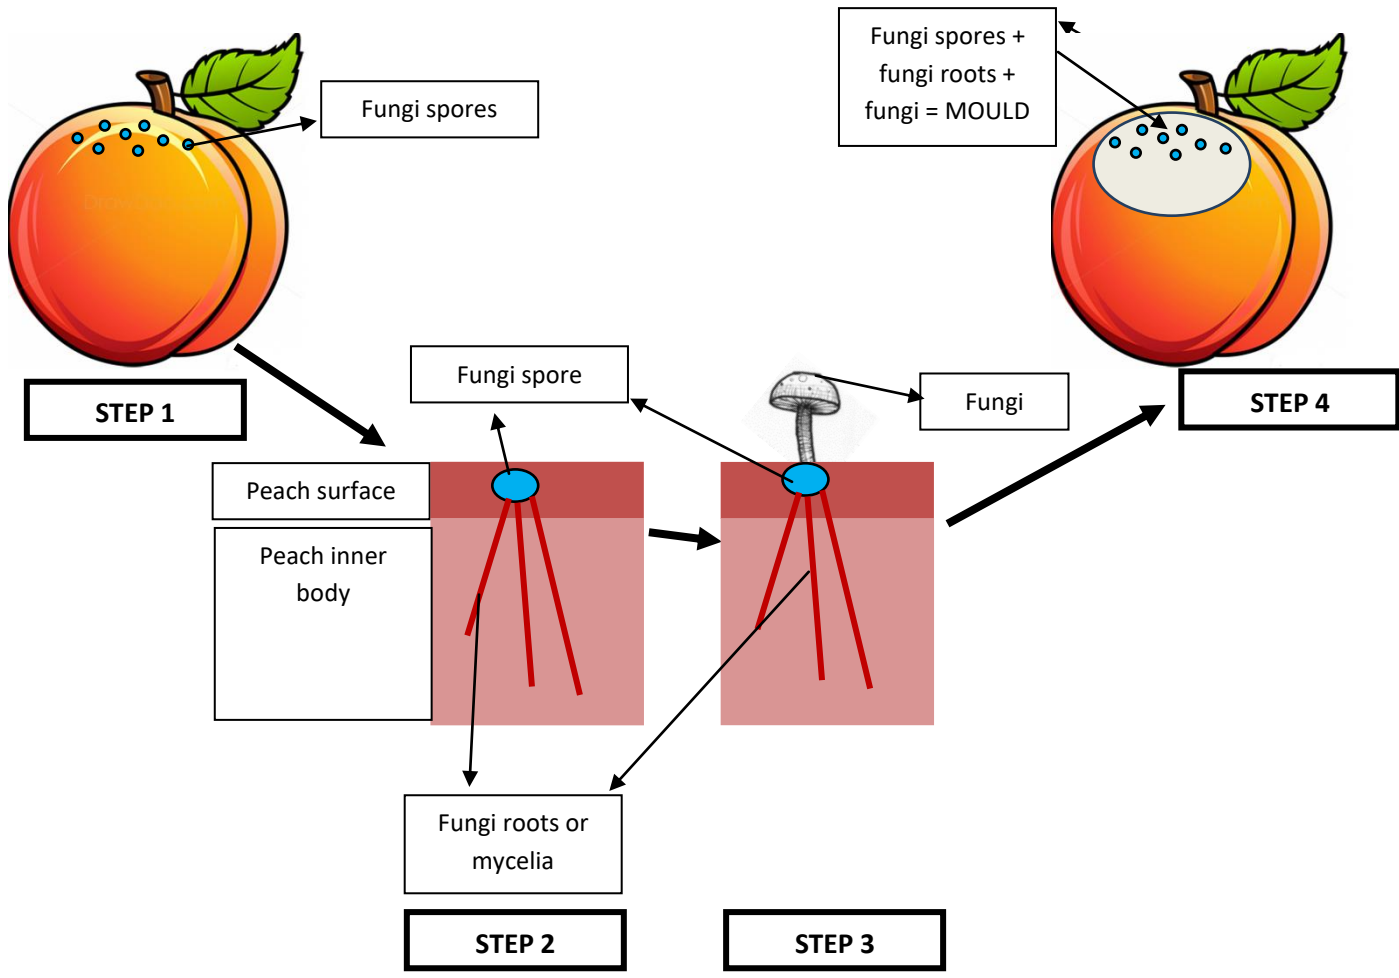 Fungi spores
Fungi spores +
fungi roots +
fungi = MOULD
STEP 1
Fungi spore
Fungi
STEP 4
Peach surface
Peach inner
body
Fungi roots or
mycelia
STEP 2
STEP 3